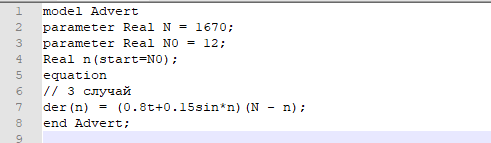 1 model Advert
2 parameter Real N = 1670;
3 parameter Real N0 = 12;
4 Real n(start=N0);
5 equation
6 // 3 случай
7 der(n) = (0.8t+0.15sin*n)(N - n);
8 end Advert;
9